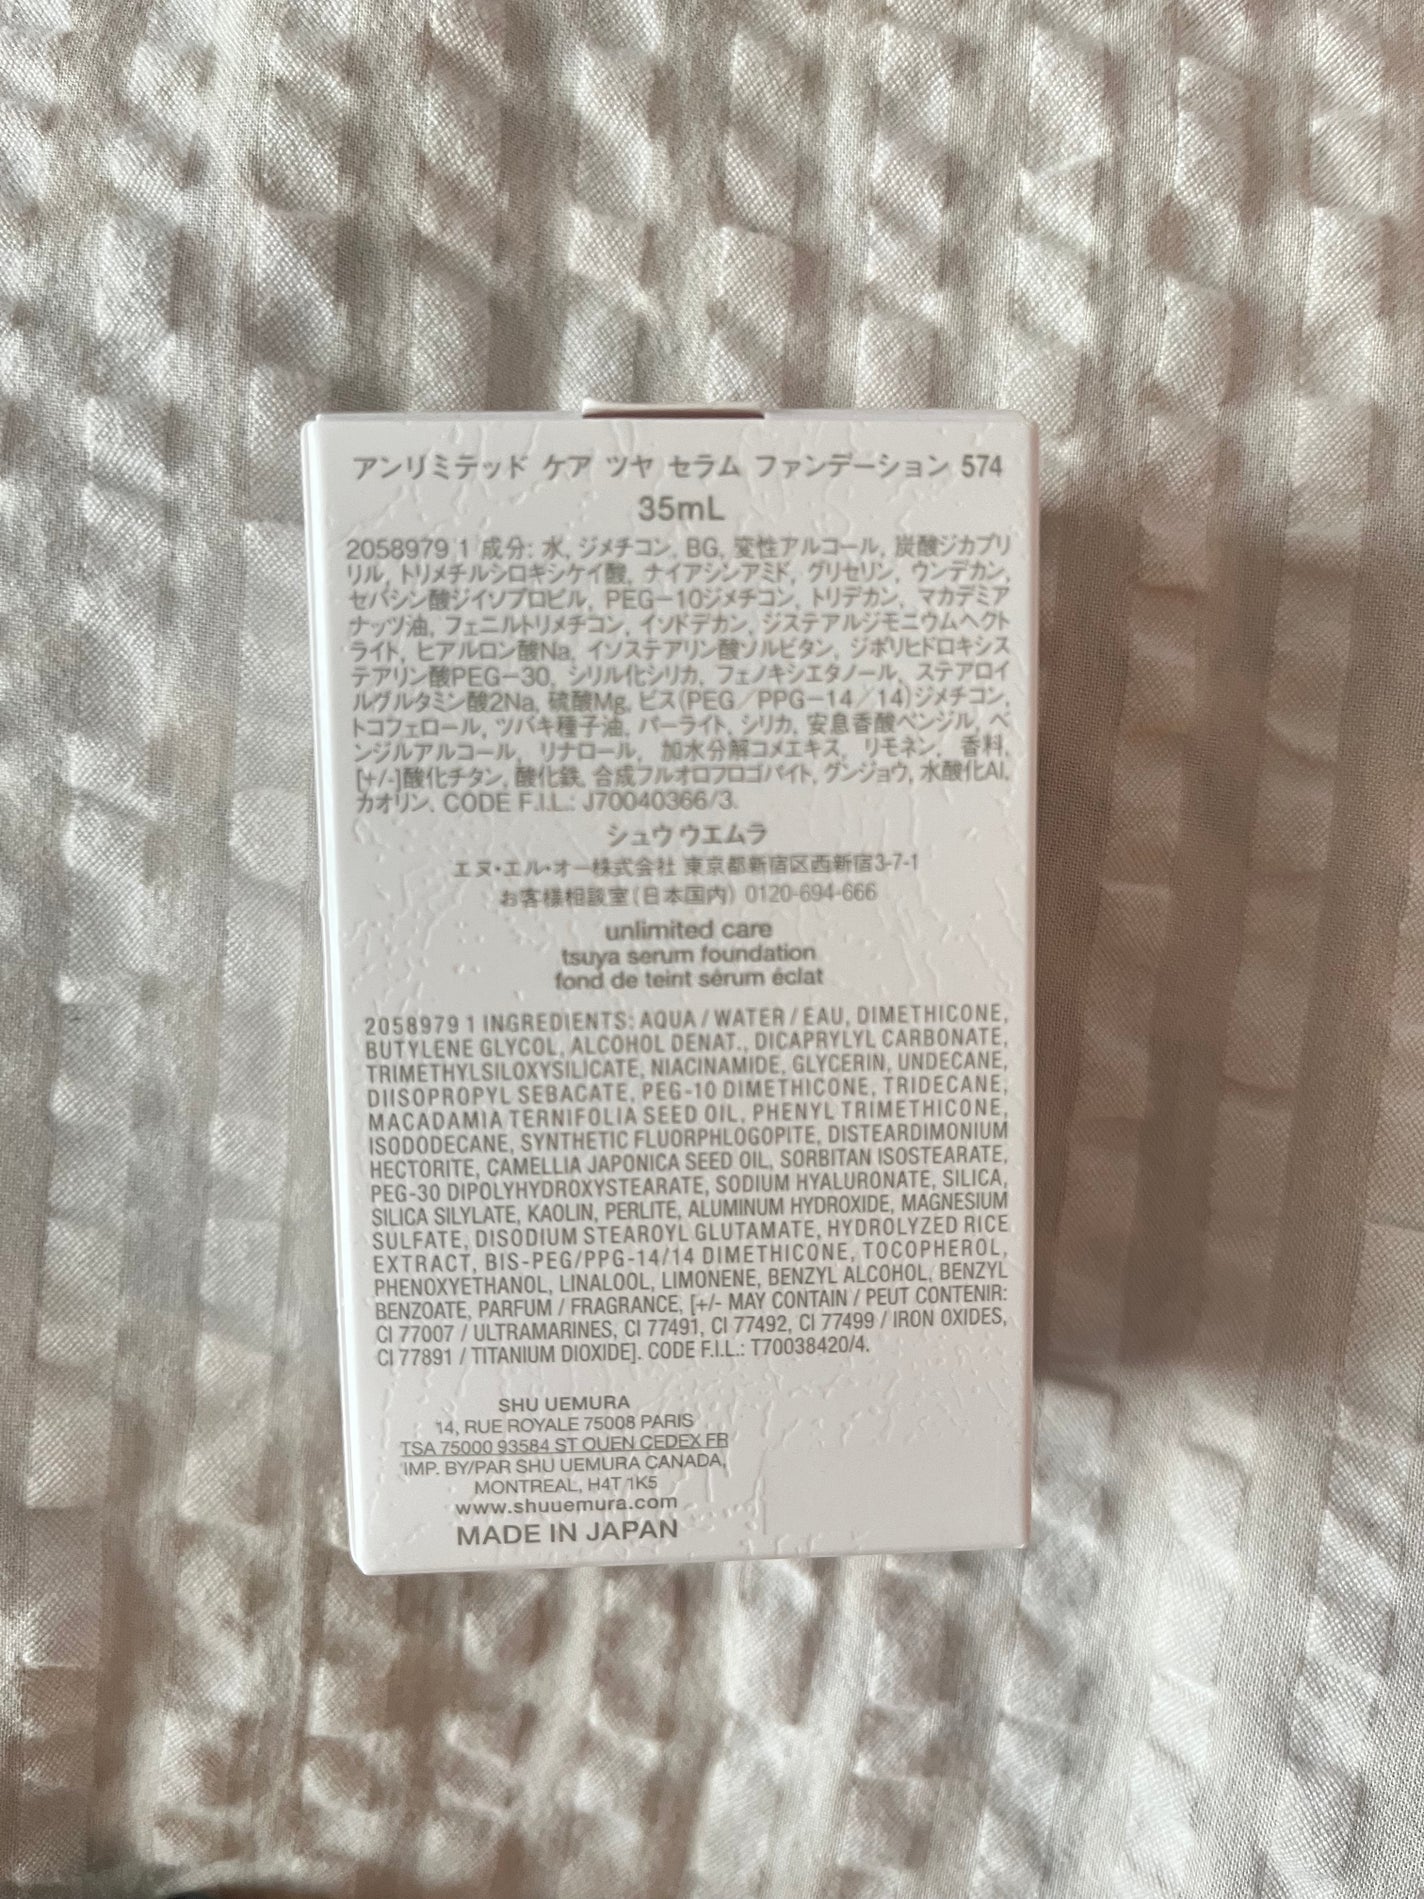 アンリミテッド ケア ツヤ セラム ファンデーション 574
35mL
2058979 1 成分: 水, ジメチコン, BG, 変性アルコール, 炭酸ジカプリ
リル, トリメチルシロキシケイ酸, ナイアシンアミド, グリセリン, ウンデカン,
セバシン酸ジイソプロピル, PEG－10ジメチコン, トリデカン, マカデミア
ナッツ油, フェニルトリメチコン, イソドデカン, ジステアルジモニウムヘクト
ライト, ヒアルロン酸Na, イソステアリン酸ソルビタン, ジポリヒドロキシス
テアリン酸PEG－30, シリル化シリカ, フェノキシエタノール, ステアロイ
ルグルタミン酸2Na, 硫酸Mg, ビス(PEG／PPG－14／14)ジメチコン,
トコフェロール, ツバキ種子油, パーライト, シリカ, 安息香酸ベンジル, ベ
ンジルアルコール, リナロール, 加水分解コメエキス, リモネン, 香料,
[+/-]酸化チタン, 酸化鉄, 合成フルオロフロゴパイト, グンジョウ, 水酸化Al,
カオリン. CODE F.I.L.: J70040366/3.
シュウ ウエムラ
エヌ・エル・オー株式会社 東京都新宿区西新宿3-7-1
お客様相談室(日本国内) 0120-694-666
unlimited care
tsuya serum foundation
fond de teint sérum éclat
2058979 1 INGREDIENTS: AQUA / WATER / EAU, DIMETHICONE,
BUTYLENE GLYCOL, ALCOHOL DENAT., DICAPRYLYL CARBONATE,
TRIMETHYLSILOXYSILICATE, NIACINAMIDE, GLYCERIN, UNDECANE,
DIISOPROPYL SEBACATE, PEG-10 DIMETHICONE, TRIDECANE,
MACADAMIA TERNIFOLIA SEED OIL, PHENYL TRIMETHICONE,
ISODODECANE, SYNTHETIC FLUORPHLOGOPITE, DISTEARDIMONIUM
HECTORITE, CAMELLIA JAPONICA SEED OIL, SORBITAN ISOSTEARATE,
PEG-30 DIPOLYHYDROXYSTEARATE, SODIUM HYALURONATE, SILICA,
SILICA SILYLATE, KAOLIN, PERLITE, ALUMINUM HYDROXIDE, MAGNESIUM
SULFATE, DISODIUM STEAROYL GLUTAMATE, HYDROLYZED RICE
EXTRACT, BIS-PEG/PPG-14/14 DIMETHICONE, TOCOPHEROL,
PHENOXYETHANOL, LINALOOL, LIMONENE, BENZYL ALCOHOL, BENZYL
BENZOATE, PARFUM / FRAGRANCE, [+/- MAY CONTAIN / PEUT CONTENIR:
CI 77007 / ULTRAMARINES, CI 77491, CI 77492, CI 77499 / IRON OXIDES,
CI 77891 / TITANIUM DIOXIDE]. CODE F.I.L.: T70038420/4.
SHU UEMURA
14, RUE ROYALE 75008 PARIS
TSA 75000 93584 ST OUEN CEDEX FR
IMP. BY/PAR SHU UEMURA CANADA,
MONTREAL, H4T 1K5
www.shuuemura.com
MADE IN JAPAN